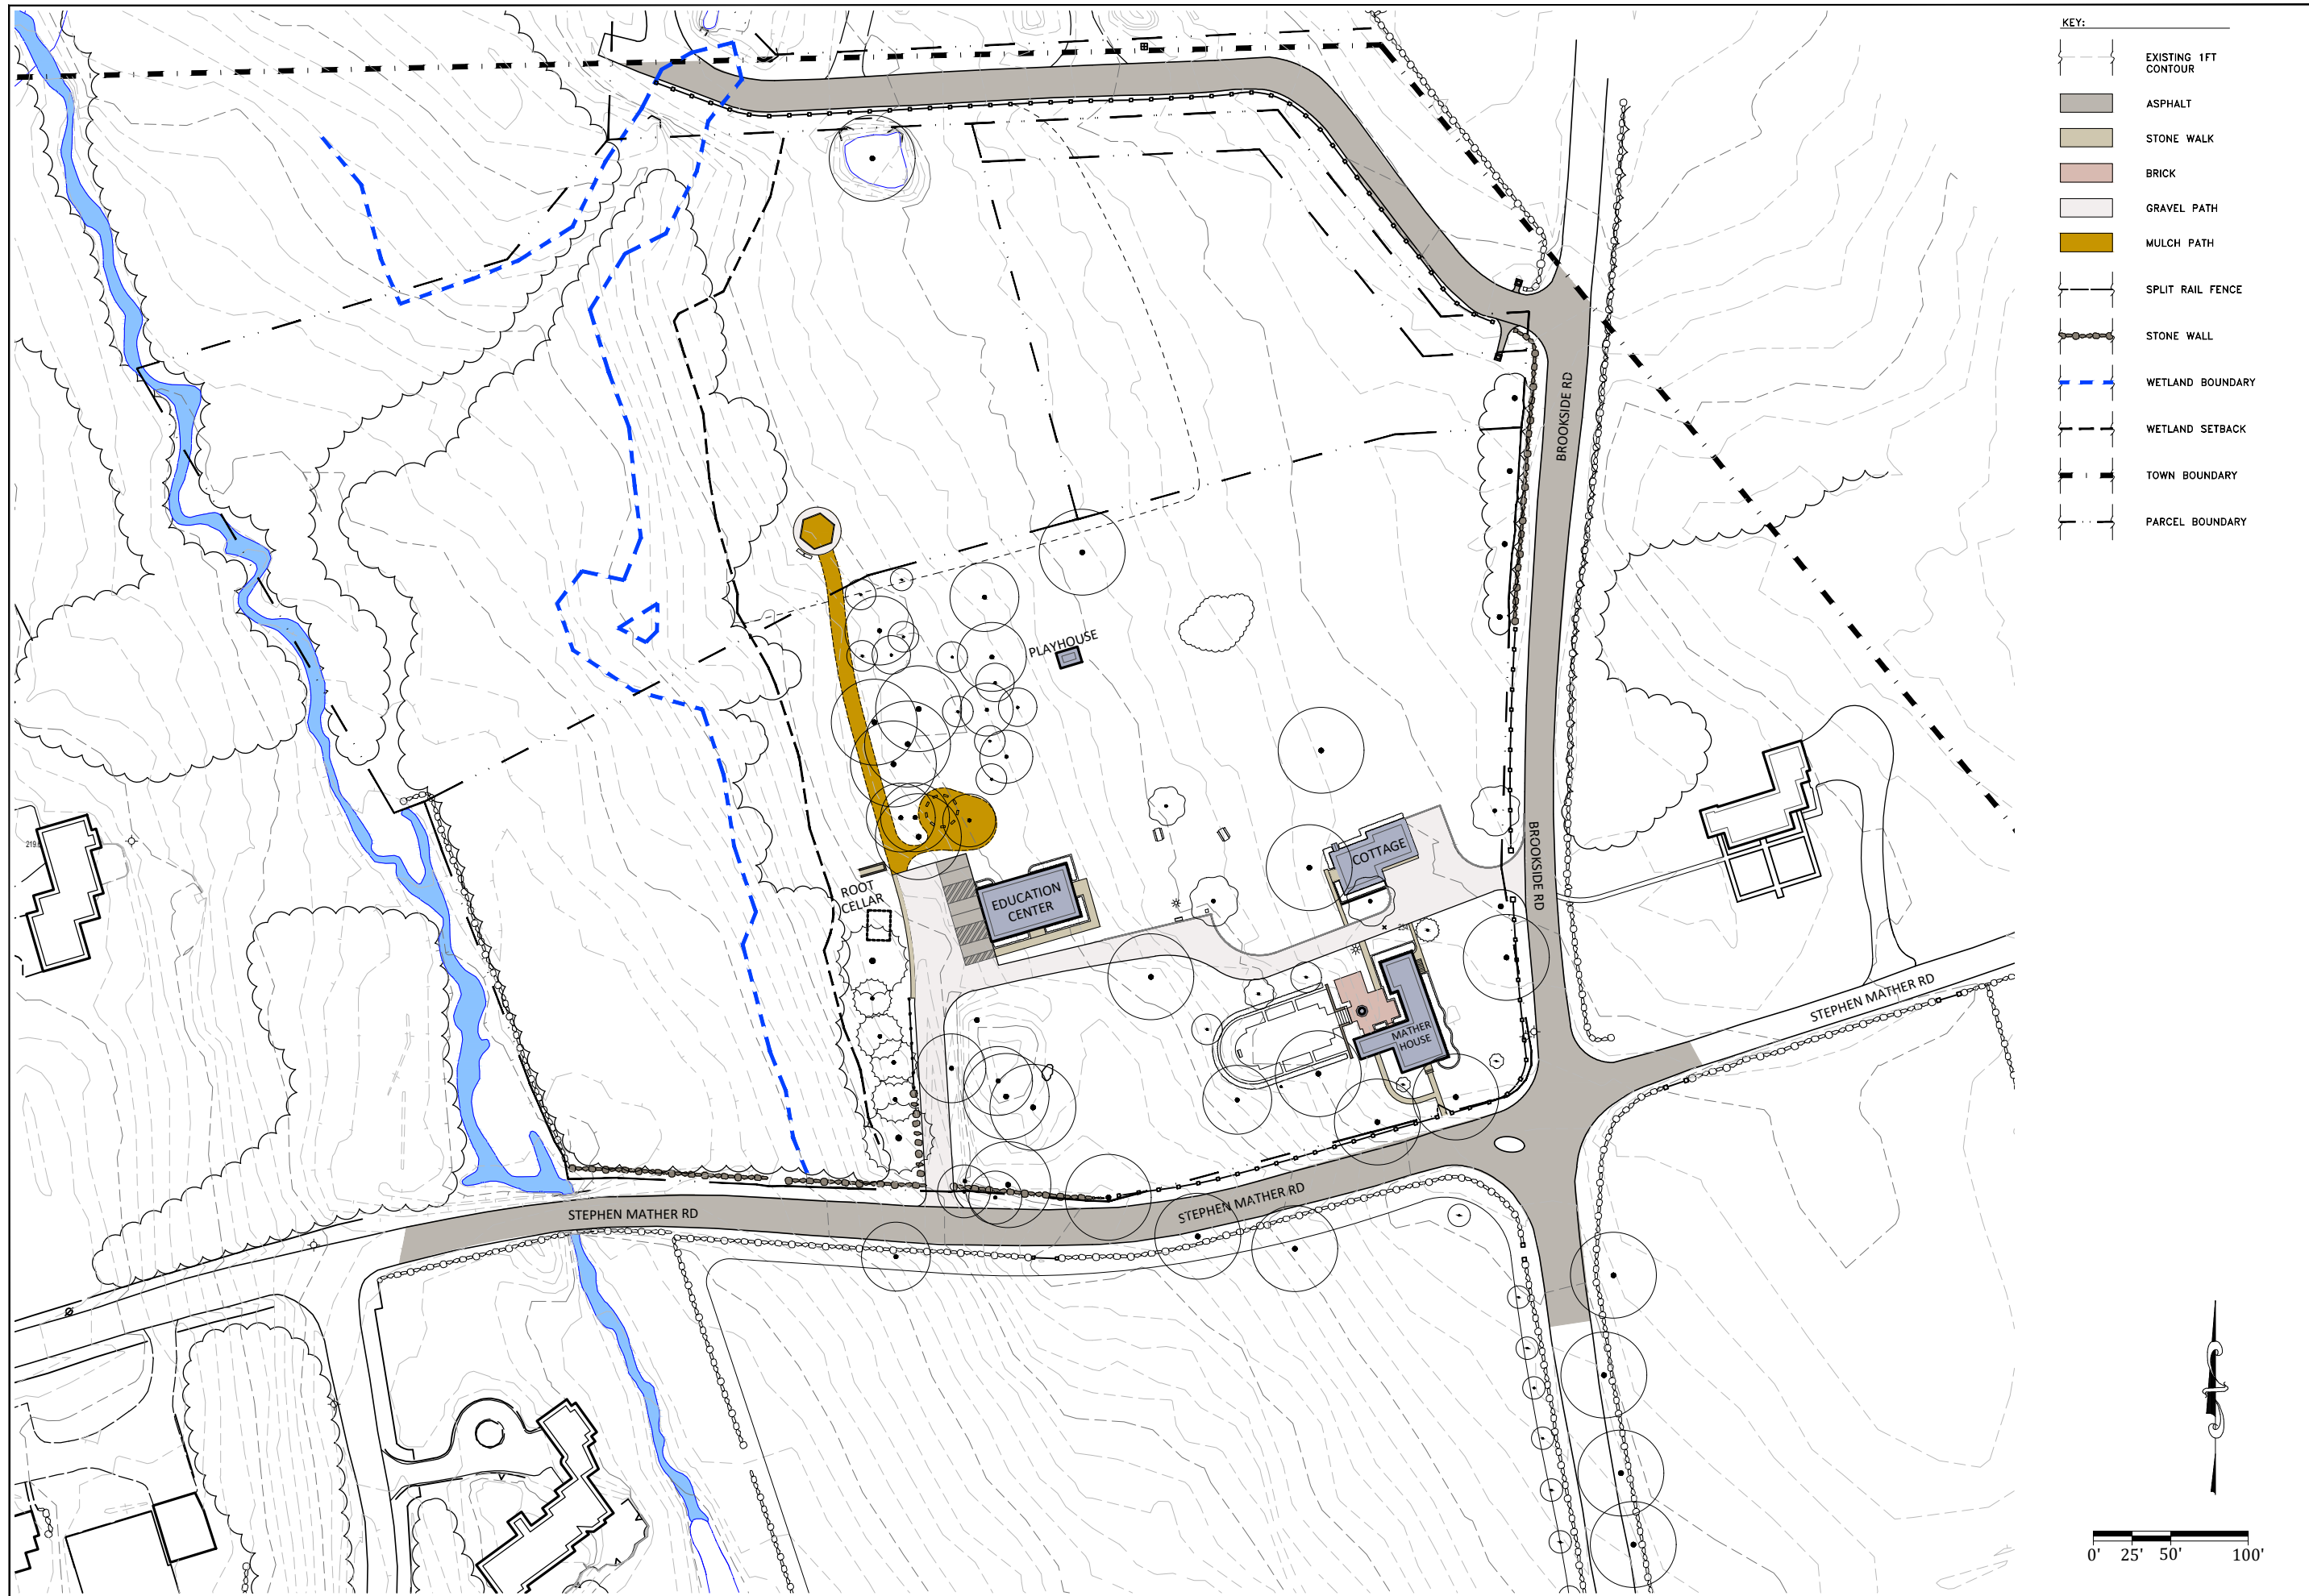 KEY:
EXISTING 1FT
CONTOUR
ASPHALT
STONE WALK
BRICK
GRAVEL PATH
MULCH PATH
SPLIT RAIL FENCE
STONE WALL
WETLAND BOUNDARY
WETLAND SETBACK
TOWN BOUNDARY
PARCEL BOUNDARY
BROOKSIDE RD
PLAYHOUSE
COTTAGE
BROOKSIDE RD
ROOT
CELLAR
EDUCATION
CENTER
MATHER
HOUSE
STEPHEN MATHER RD
STEPHEN MATHER RD
STEPHEN MATHER RD
0' 25' 50' 100'